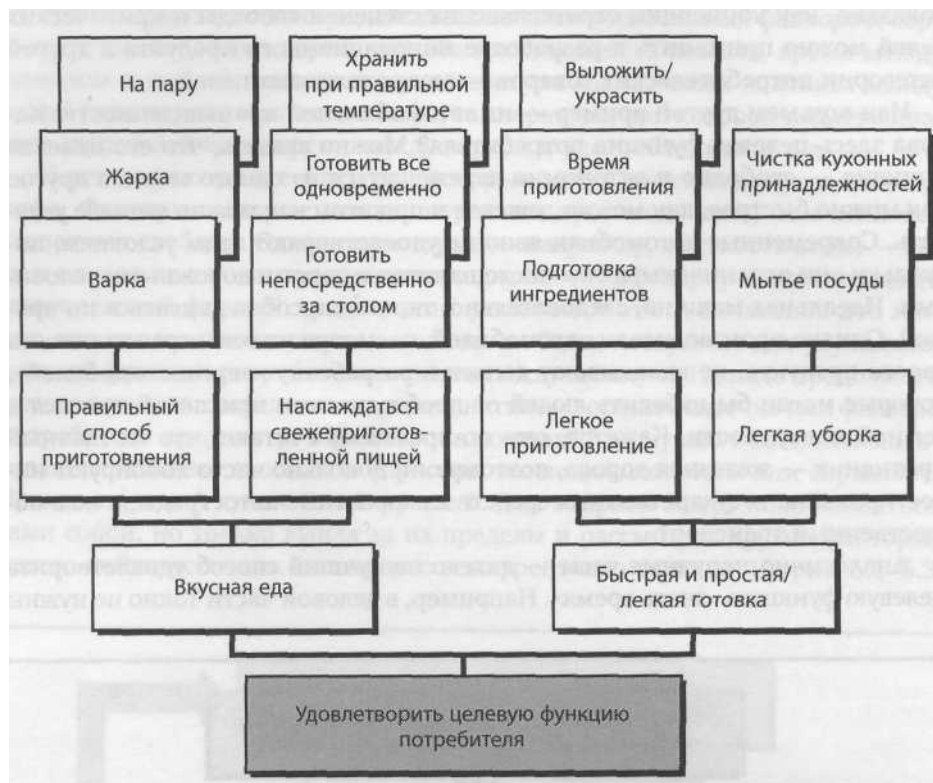 На пару
Хранить
при правильной
температуре
Выложить/
украсить
Жарка
Готовить все
одновременно
Время
приготовления
Чистка кухонных
принадлежностей
Варка
Готовить
непосредственно
за столом
Подготовка
ингредиентов
Мытье посуды
Правильный
способ
приготовления
Наслаждаться
свежеприготов-
ленной пищей
Легкое
приготовление
Легкая уборка
Вкусная еда
Быстрая и простая/
легкая готовка
Удовлетворить целевую функцию
потребителя